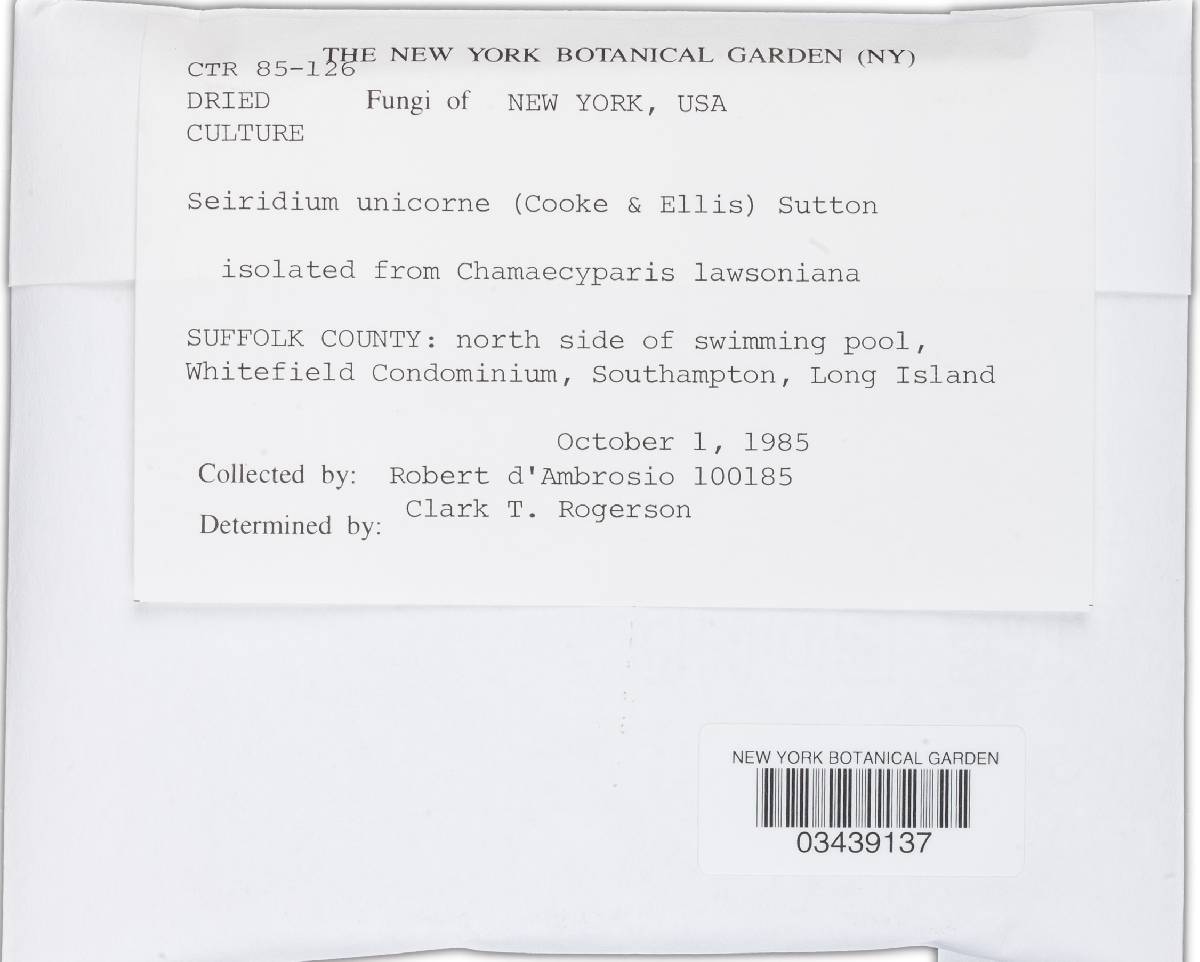 THE NEW YORK BOTANICAL GARDEN (NY)
CTR 85-126
DRIED Fungi of NEW YORK, USA
CULTURE
Seiridium unicorne (Cooke & Ellis) Sutton
isolated from Chamaecyparis lawsoniana
SUFFOLK COUNTY: north side of swimming pool,
Whitefield Condominium, Southampton, Long Island
October 1, 1985
Collected by: Robert d'Ambrosio 100185
Determined by: Clark T. Rogerson
NEW YORK BOTANICAL GARDEN
03439137